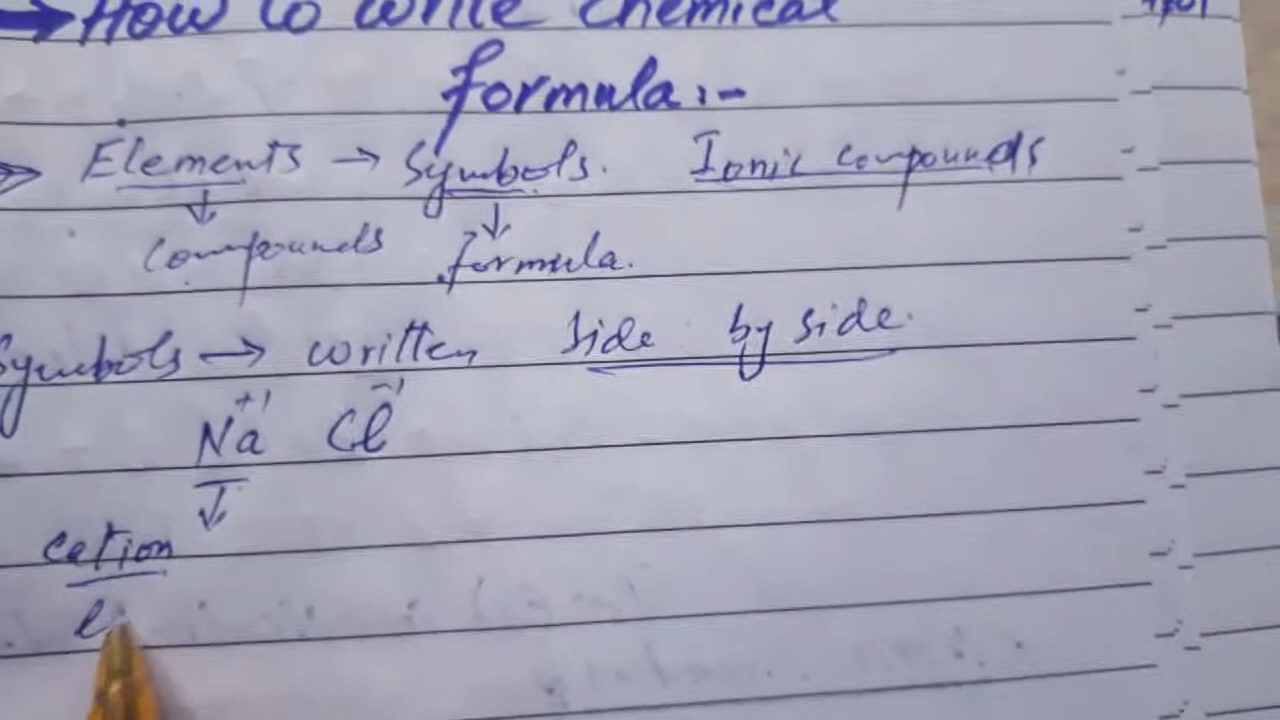 → How to write Chemical
formula :-
Elements → Symbols. Ionic compounds
↓ ↓
Compounds formula.
Symbols → written side by side.
Na⁺¹ Cl⁻¹
↓
Cation